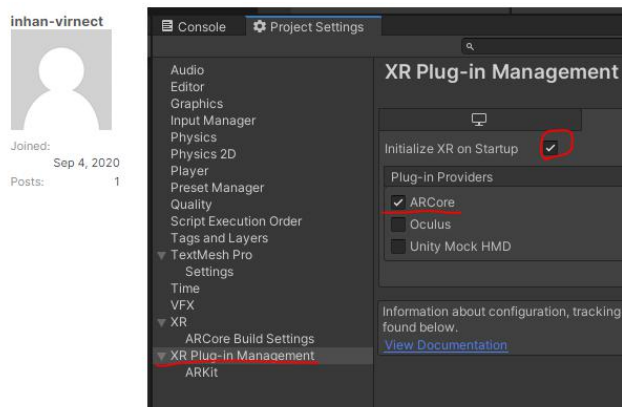 inhan-virnect
Joined:
Sep 4, 2020
Posts: 1
Console Project Settings
Audio
Editor
Graphics
Input Manager
Physics
Physics 2D
Player
Preset Manager
Quality
Script Execution Order
Tags and Layers
TextMesh Pro
Settings
Time
VFX
XR
ARCore Build Settings
XR Plug-in Management
ARKit
XR Plug-in Management
Initialize XR on Startup
Plug-in Providers
ARCore
Oculus
Unity Mock HMD
Information about configuration, tracking
found below.
View Documentation